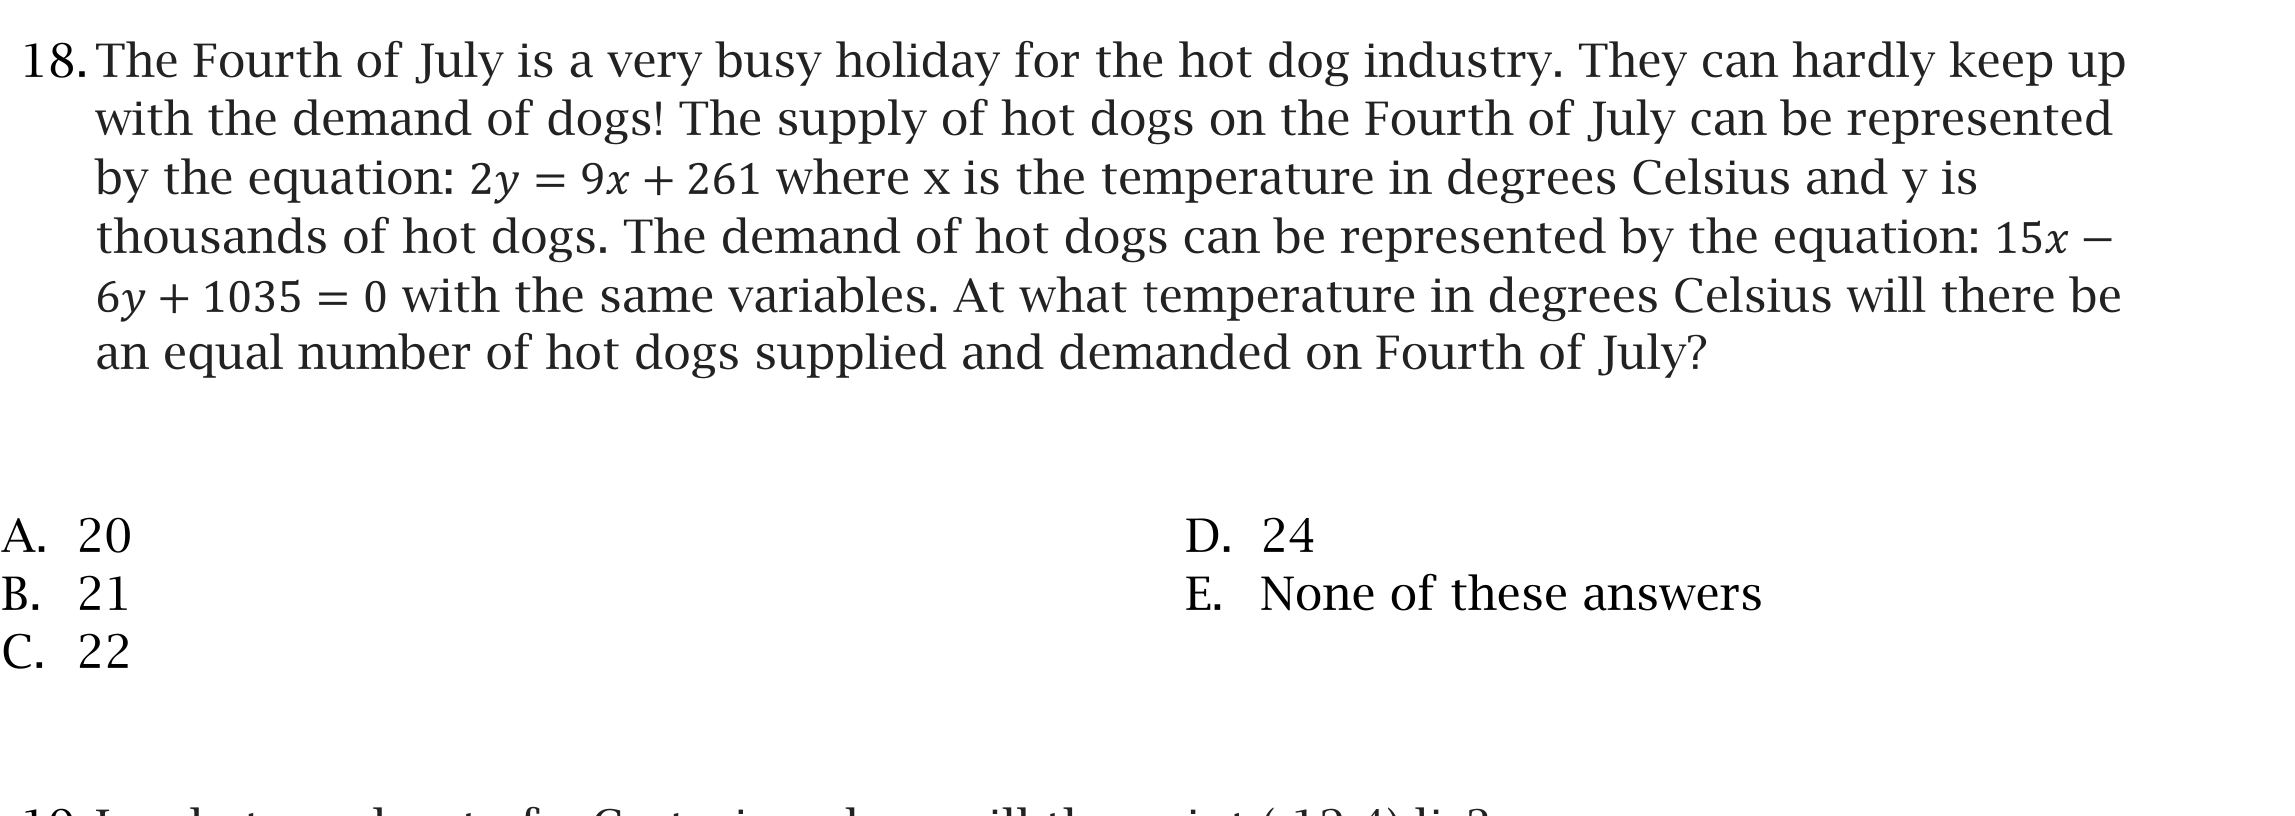 18. The Fourth of July is a very busy holiday for the hot dog industry. They can hardly keep up
with the demand of dogs! The supply of hot dogs on the Fourth of July can be represented
by the equation: 2y = 9x + 261 where x is the temperature in degrees Celsius and y is
thousands of hot dogs. The demand of hot dogs can be represented by the equation: 15x −
6y + 1035 = 0 with the same variables. At what temperature in degrees Celsius will there be
an equal number of hot dogs supplied and demanded on Fourth of July?
A. 20
B. 21
C. 22
D. 24
E. None of these answers